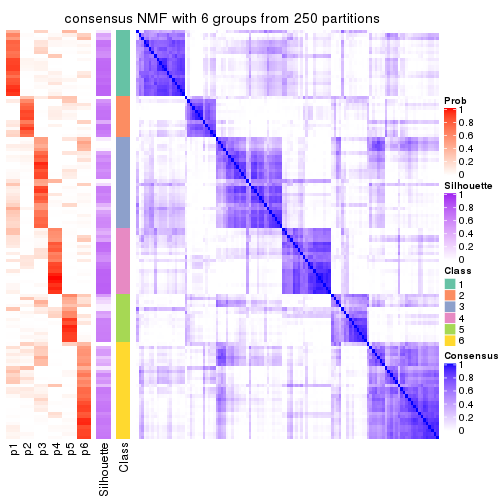 consensus NMF with 6 groups from 250 partitions
Prob
1
0.8
0.6
0.4
0.2
0
Silhouette
1
0.8
0.6
0.4
0.2
0
Class
1
2
3
4
5
6
Consensus
1
0.8
0.6
0.4
0.2
0
p1
p2
p3
p4
p5
p6
Silhouette
Class